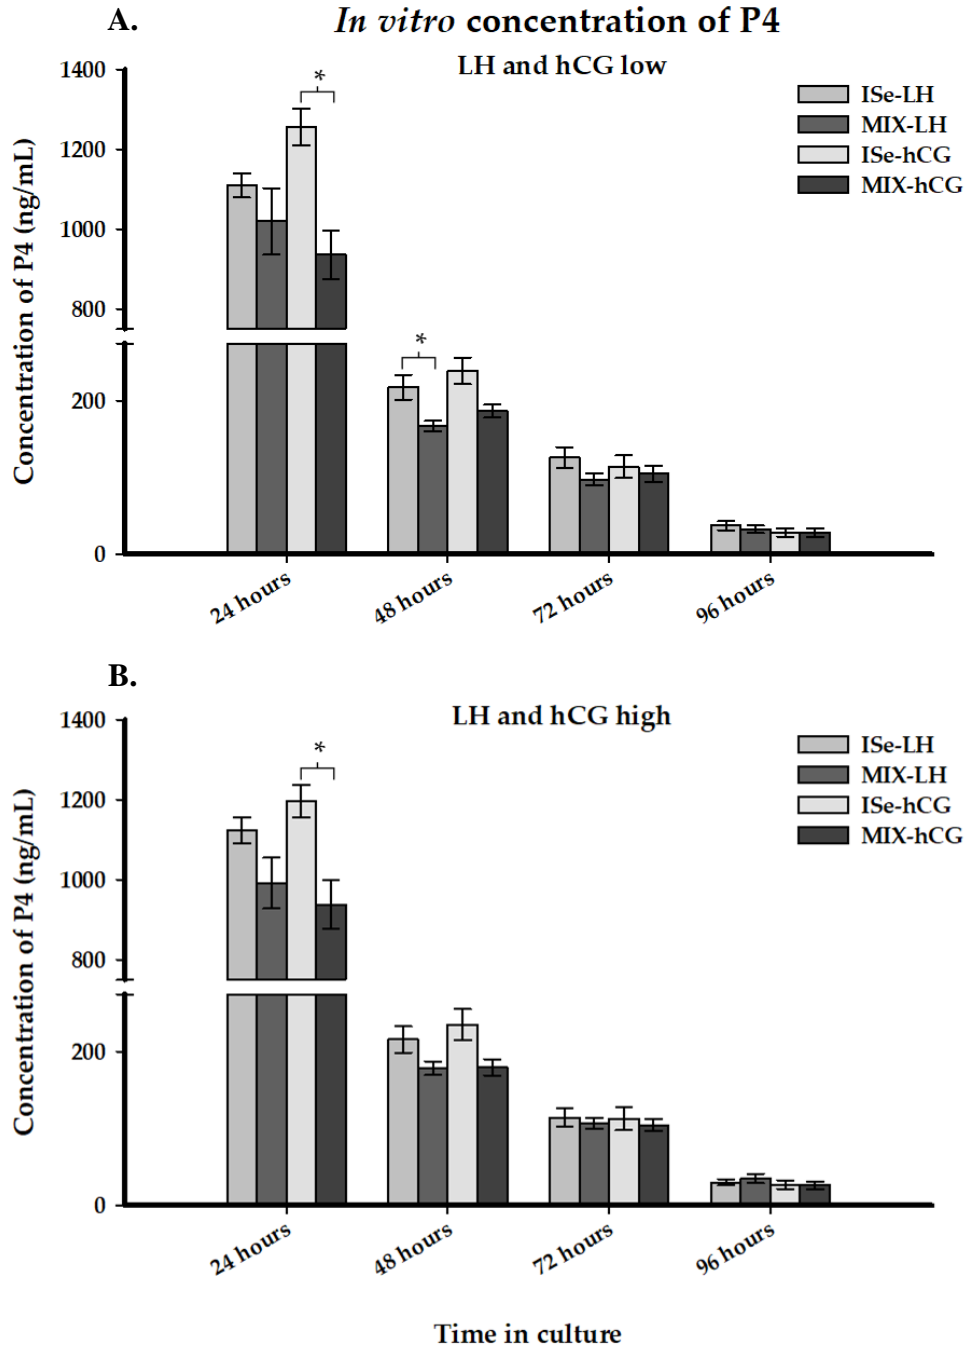 A.
In vitro concentration of P4
LH and hCG low
ISe-LH
MIX-LH
ISe-hCG
MIX-hCG
Concentration of P4 (ng/mL)
1400
1200
1000
800
200
0
*
*
24 hours
48 hours
72 hours
96 hours
B.
LH and hCG high
ISe-LH
MIX-LH
ISe-hCG
MIX-hCG
Concentration of P4 (ng/mL)
1400
1200
1000
800
200
0
*
24 hours
48 hours
72 hours
96 hours
Time in culture